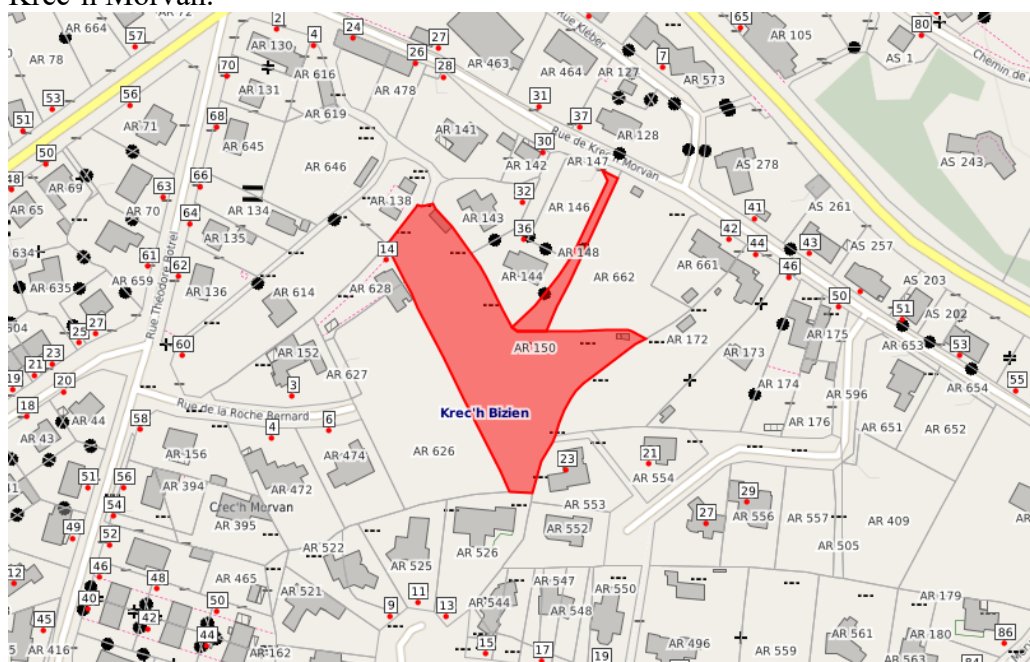 Krec'h Morvan.
AR 664
AR 72
57
2
AR 130
4
24
26
27
28
AR 463
Rue Kléber
65
AR 105
80
AS 1
Chemin de
AR 78
70
AR 131
AR 616
AR 478
AR 464
AR 127
7
AR 573
53
56
AR 619
31
51
AR 71
68
AR 645
AR 141
37
AR 128
50
AR 646
30
AR 142
Rue de Krec'h Morvan
AR 147
AS 278
AS 243
48
AR 69
63
66
AR 138
32
AR 65
AR 70
AR 134
AR 143
AR 146
AS 261
64
36
41
42
634
61
AR 135
14
AR 148
44
43
AS 257
AR 635
AR 659
62
AR 136
AR 614
AR 628
AR 144
AR 662
AR 661
46
AS 203
Rue Théodore Botrel
604
25
27
50
51
AS 202
60
AR 152
AR 150
AR 172
AR 173
AR 175
AR 653
21
23
53
19
20
3
AR 627
AR 174
AR 596
AR 654
55
18
Rue de la Roche Bernard
Krec'h Bizien
AR 44
58
4
6
AR 176
AR 651
AR 652
AR 43
AR 156
AR 626
AR 474
23
21
AR 554
51
56
AR 394
AR 472
54
Crec'h Morvan
AR 553
29
27
AR 556
AR 557
AR 409
49
52
AR 395
AR 552
AR 522
AR 526
AR 505
46
AR 525
12
48
AR 465
AR 521
AR 547
AR 550
40
50
9
11
13
AR 544
AR 548
AR 179
45
42
44
AR 561
AR 180
86
AR 416
AR 162
15
17
19
AR 496
AR 563
84